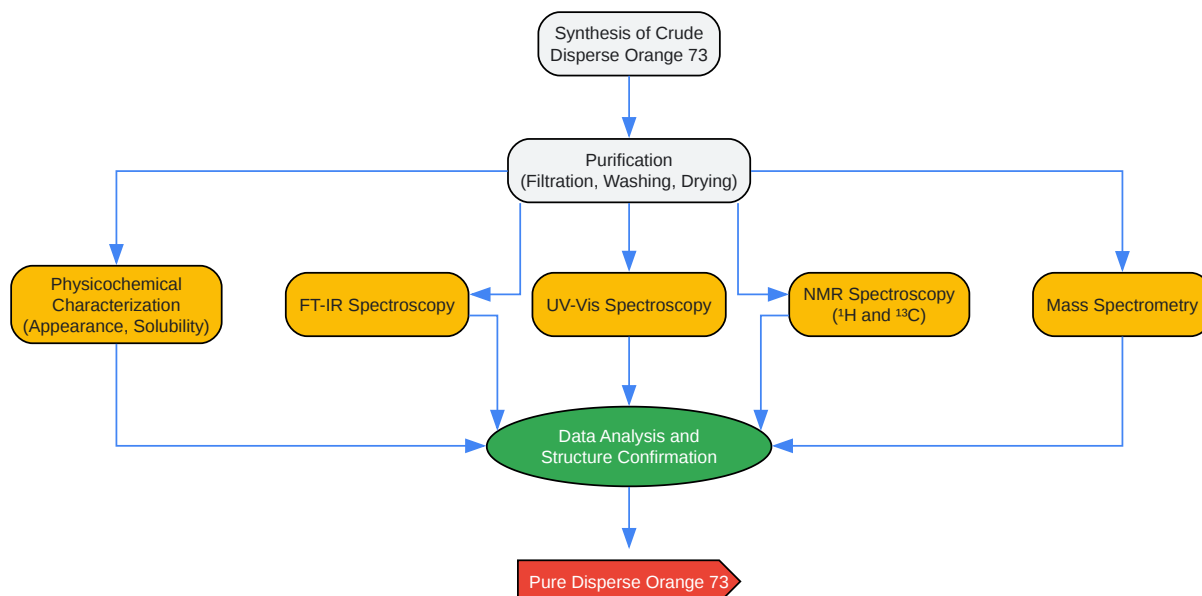 Synthesis of Crude
Disperse Orange 73
Purification
(Filtration, Washing, Drying)
Physicochemical
Characterization
(Appearance, Solubility)
FT-IR Spectroscopy
UV-Vis Spectroscopy
NMR Spectroscopy
(¹H and ¹³C)
Mass Spectrometry
Data Analysis and
Structure Confirmation
Pure Disperse Orange 73